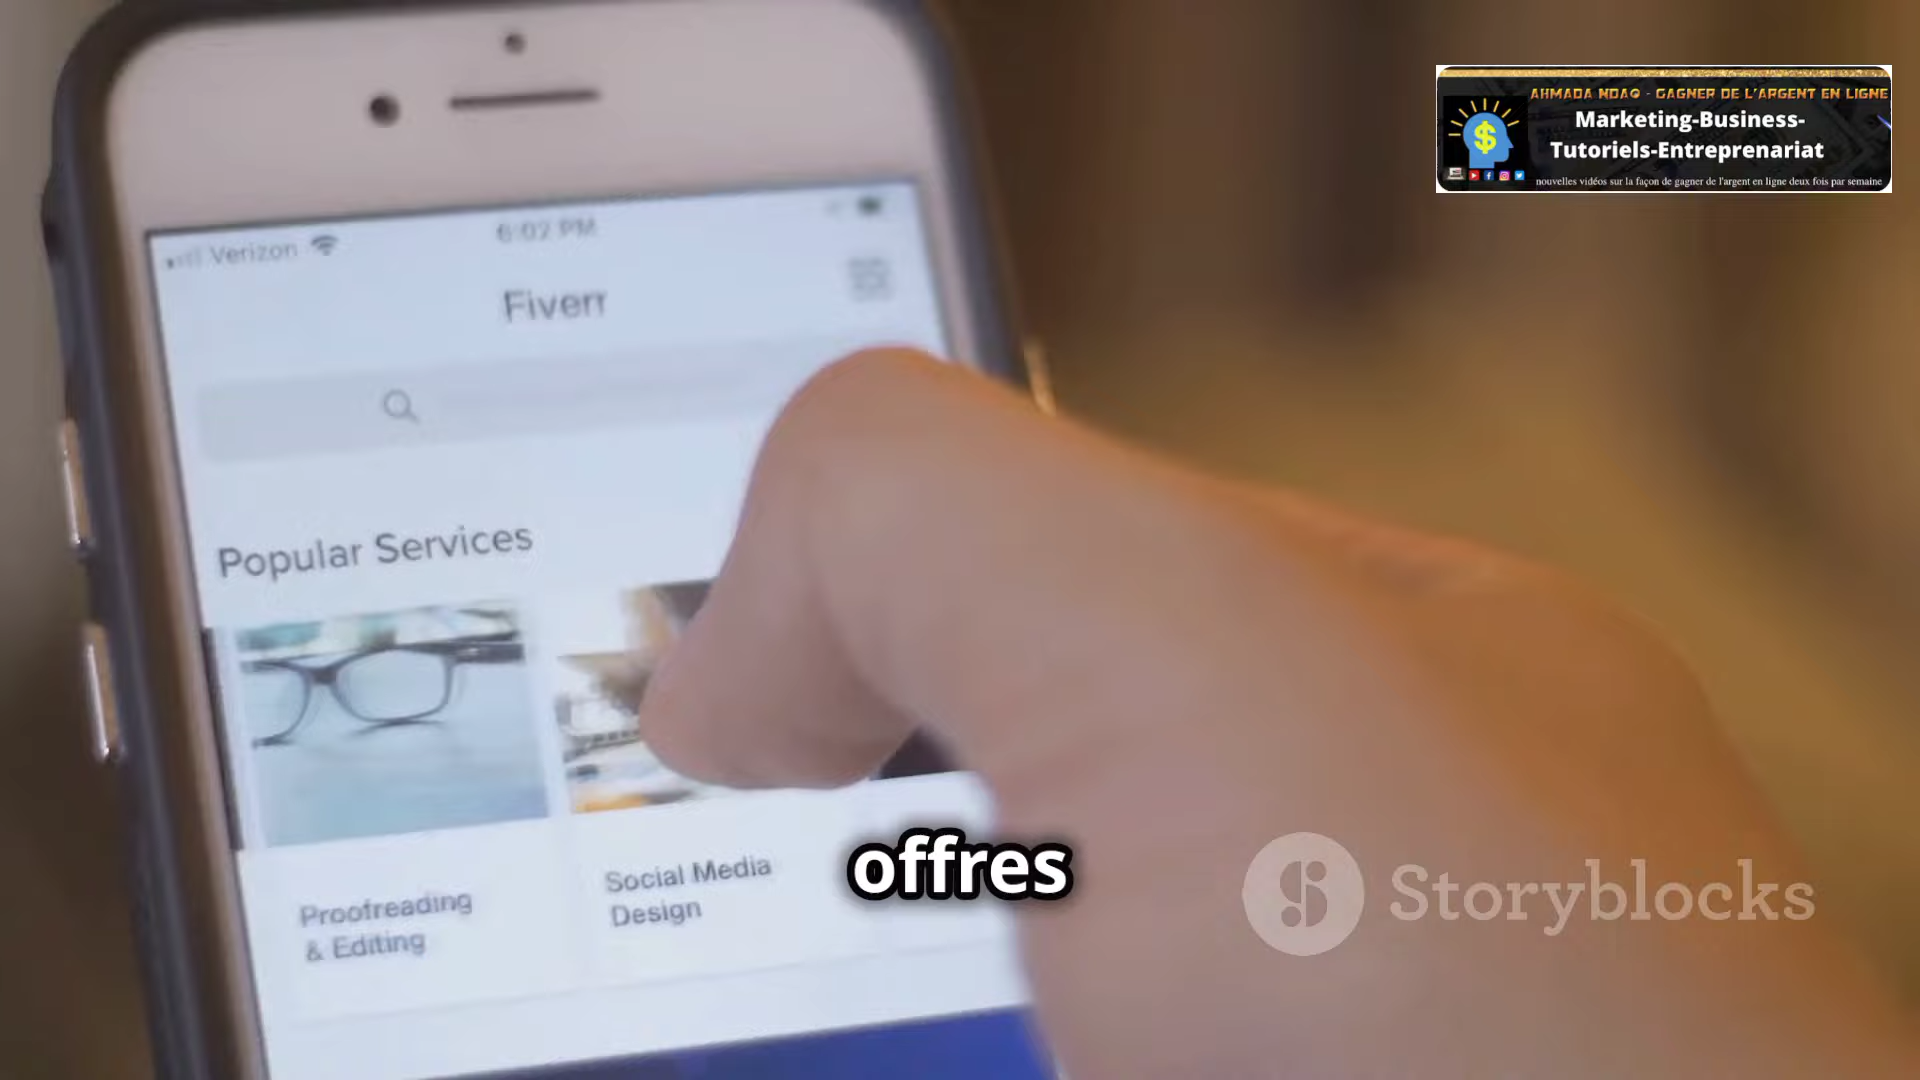 AHMADA NDAQ - GAGNER DE L'ARGENT EN LIGNE
Marketing-Business-
Tutoriels-Entreprenariat
nouvelles vidéos sur la façon de gagner de l'argent en ligne deux fois par semaine
Verizon
6:02 PM
Fiverr
Popular Services
Proofreading
& Editing
Social Media
Design
offres
Storyblocks